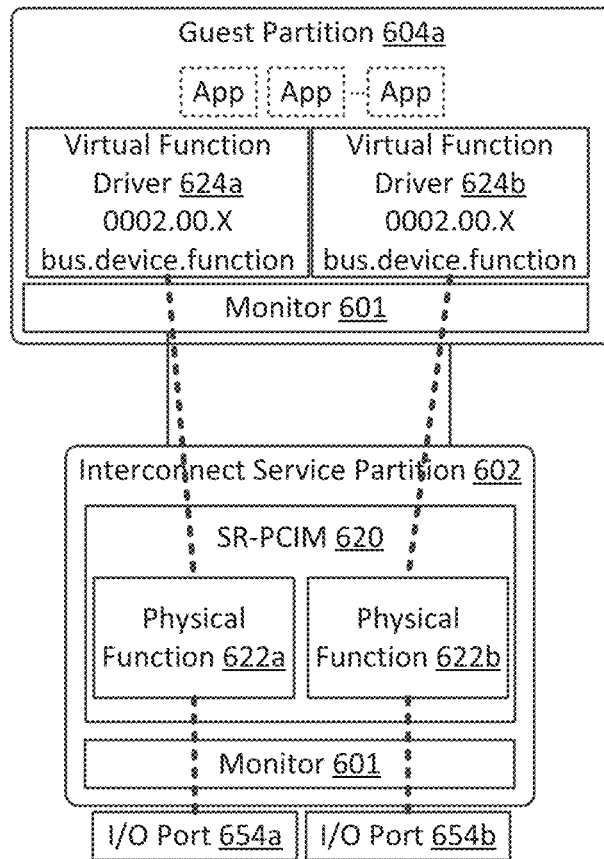 Guest Partition 604a
App App ... App
Virtual Function Virtual Function
Driver 624a Driver 624b
0002.00.X 0002.00.X
bus.device.function bus.device.function
Monitor 601
Interconnect Service Partition 602
SR-PCIM 620
Physical Physical
Function 622a Function 622b
Monitor 601
I/O Port 654a I/O Port 654b